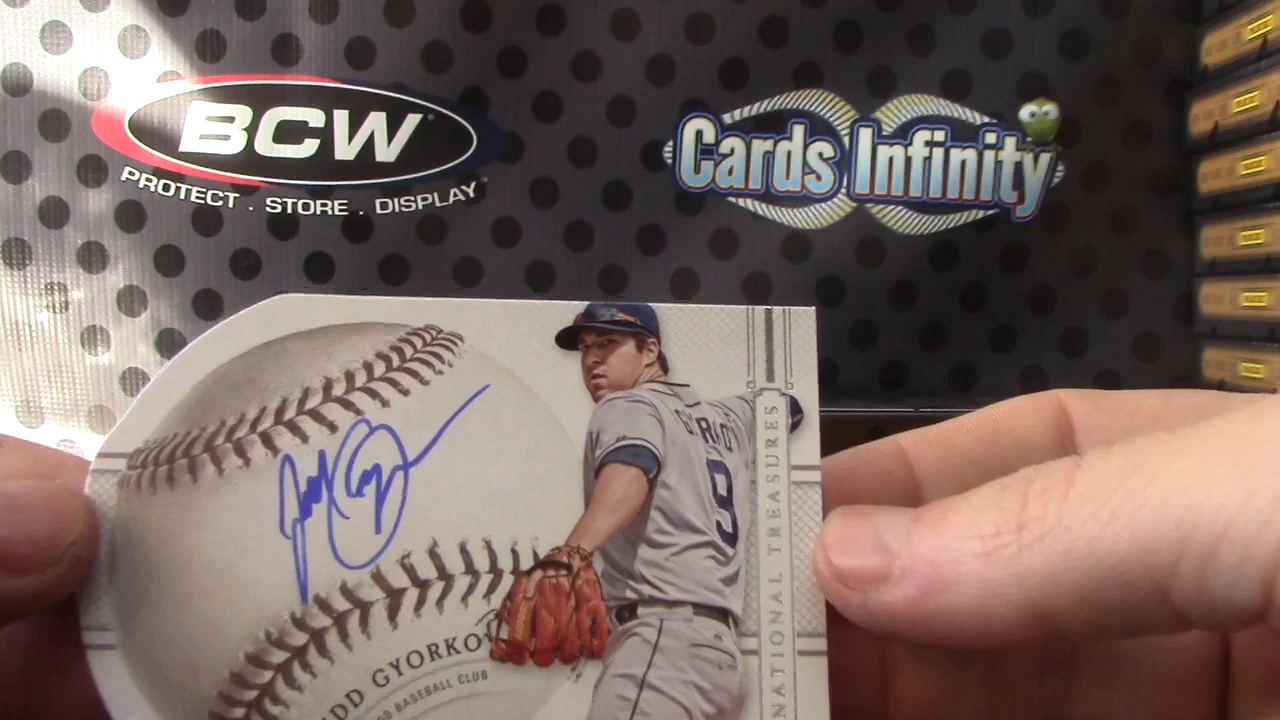 BCW
PROTECT . STORE . DISPLAY
Cards Infinity
GYORKO
9
NATIONAL TREASURES
DD GYORKO
BASEBALL CLUB